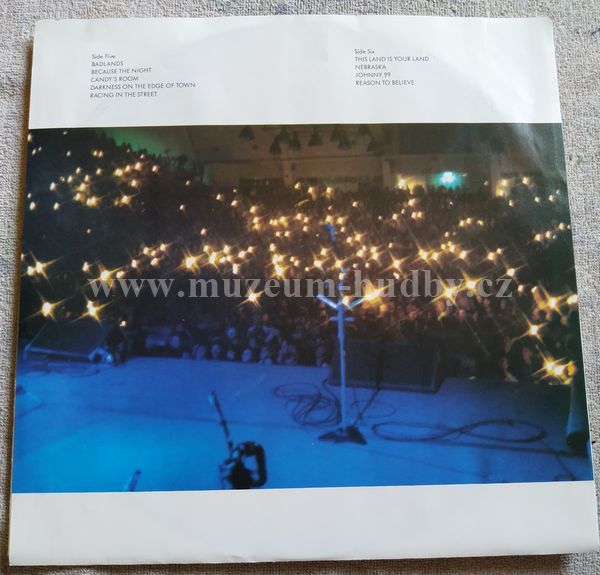 Side Five
BADLANDS
BECAUSE THE NIGHT
CANDY'S ROOM
DARKNESS ON THE EDGE OF TOWN
RACING IN THE STREET
Side Six
THIS LAND IS YOUR LAND
NEBRASKA
JOHNNY 99
REASON TO BELIEVE
www.muzeum-hudby.cz